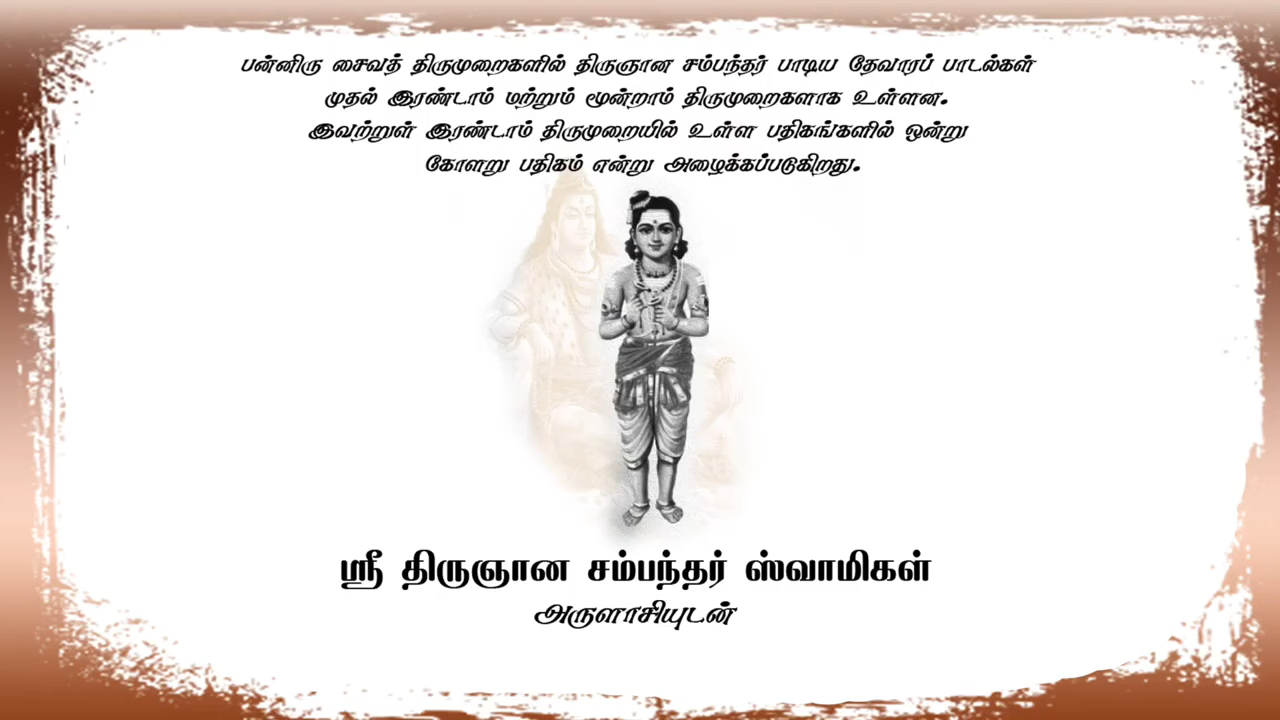 பன்னிரு சைவத் திருமுறைகளில் திருஞான சம்பந்தர் பாடிய தேவாரப் பாடல்கள்
முதல் இரண்டாம் மற்றும் மூன்றாம் திருமுறைகளாக உள்ளன.
இவற்றுள் இரண்டாம் திருமுறையில் உள்ள பதிகங்களில் ஒன்று
கோளறு பதிகம் என்று அழைக்கப்படுகிறது.
ஸ்ரீ திருஞான சம்பந்தர் ஸ்வாமிகள்
அருளாசியுடன்